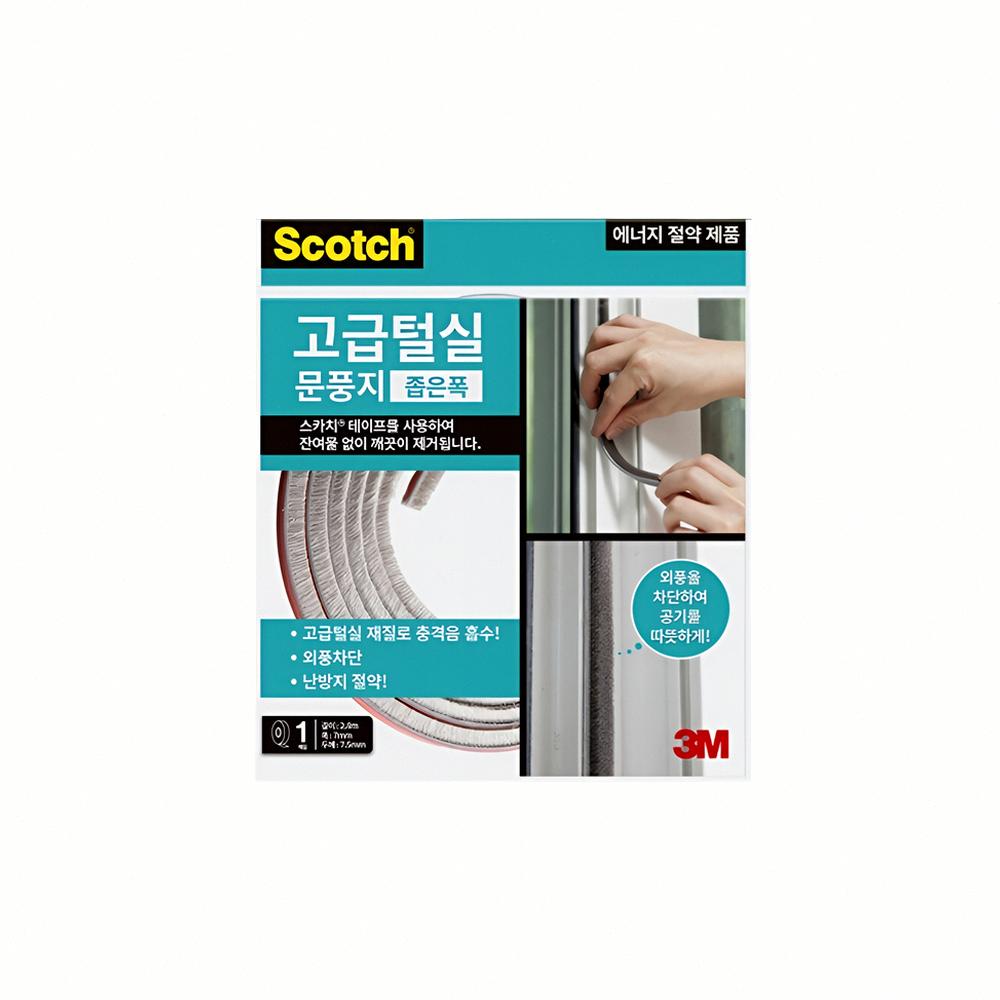 Scotch®
에너지 절약 제품
고급털실
문풍지 좁은폭
스카치® 테이프를 사용하여
잔여물 없이 깨끗이 제거됩니다.
외풍을
차단하여
공기를
따뜻하게!
• 고급털실 재질로 충격음 흡수!
• 외풍차단
• 난방지 절약!
1
폭 : 7mm
3M